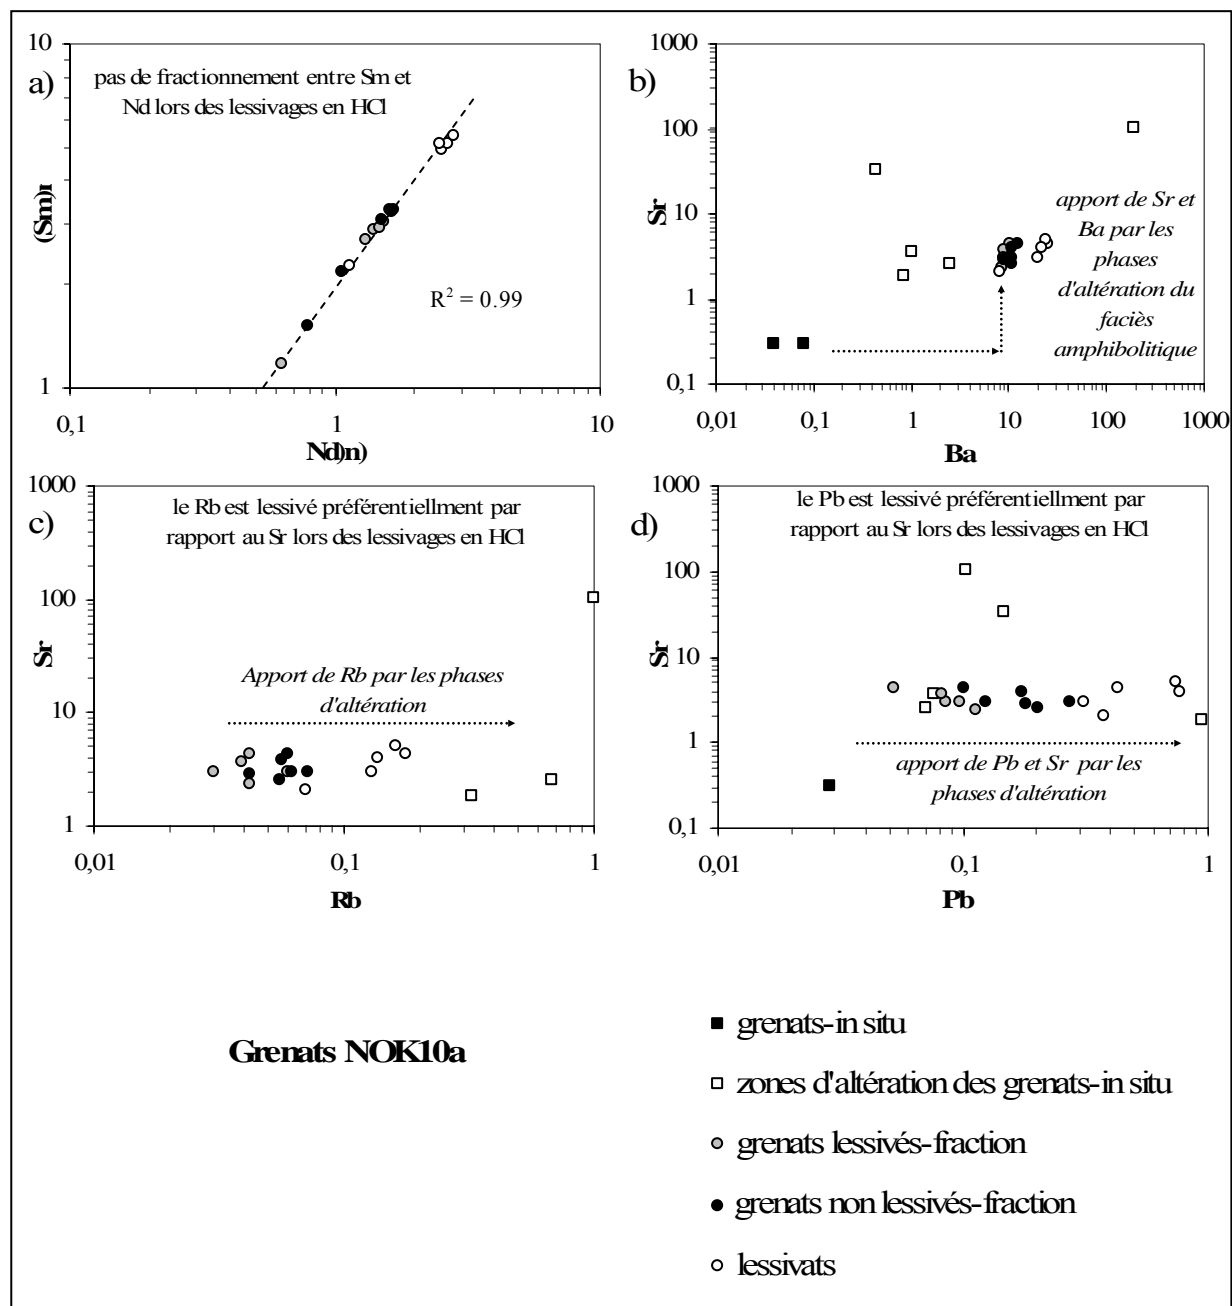 a)
pas de fractionnement entre Sm et
Nd lors des lessivages en HCl
R² = 0.99
10
1
(Sm)n
0,1
1
10
Nd)n)
b)
1000
100
10
1
0,1
Sr
apport de Sr et
Ba par les
phases
d'altération du
faciès
amphibolitique
0,01
0,1
1
10
100
1000
Ba
c)
le Rb est lessivé préférentiellment par
rapport au Sr lors des lessivages en HCl
1000
100
10
1
Sr
Apport de Rb par les phases
d'altération
0,01
0,1
1
Rb
d)
le Pb est lessivé préférentiellment par
rapport au Sr lors des lessivages en HCl
1000
100
10
1
0,1
Sr
apport de Pb et Sr par les
phases d'altération
0,01
0,1
1
Pb
Grenats NOK10a
grenats-in situ
zones d'altération des grenats-in situ
grenats lessivés-fraction
grenats non lessivés-fraction
lessivats